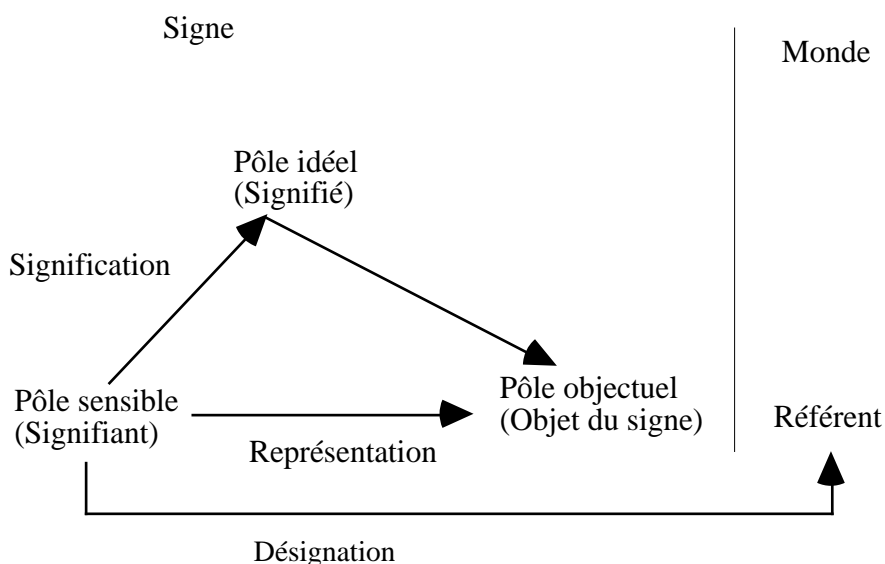 Signe
Monde
Pôle idéel
(Signifié)
Signification
Pôle sensible
(Signifiant)
Pôle objectuel
(Objet du signe)
Référent
Représentation
Désignation